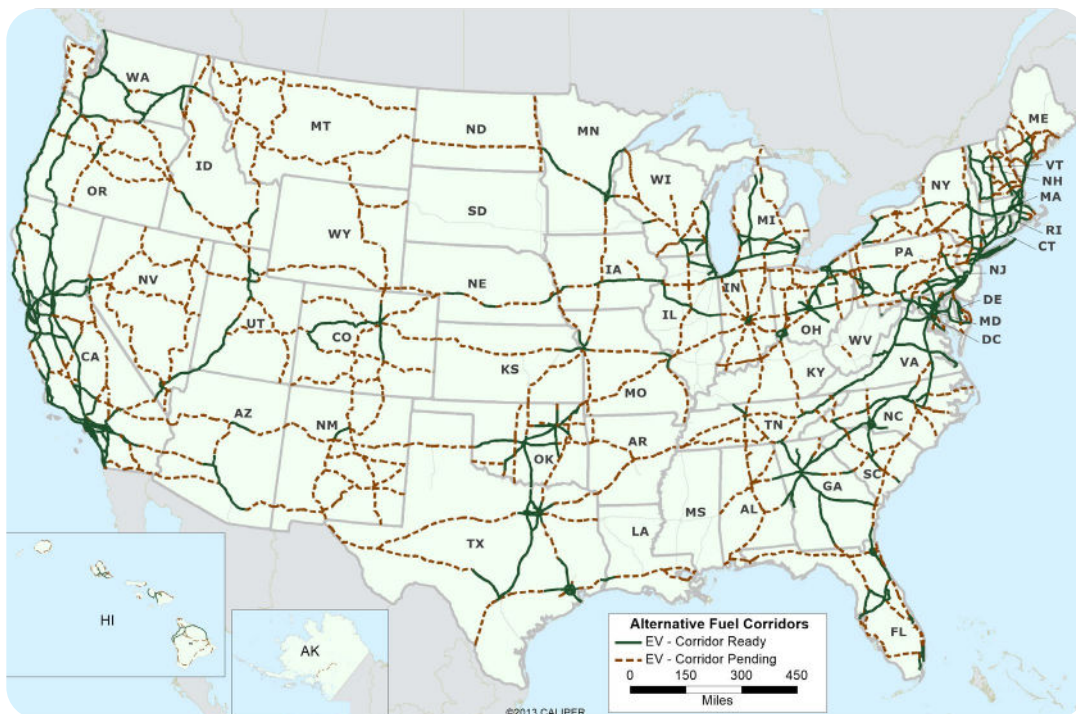 WA
MT
ND
MN
ME
VT
NH
MA
RI
CT
NY
WI
MI
ID
OR
SD
WY
PA
NJ
DE
MD
DC
NE
IA
IN
OH
IL
NV
UT
CO
CA
KS
MO
WV
VA
KY
AZ
NM
OK
AR
TN
NC
SC
GA
AL
MS
LA
TX
FL
HI
AK
Alternative Fuel Corridors
EV - Corridor Ready
EV - Corridor Pending
0 150 300 450
Miles
©2013 CALIPER